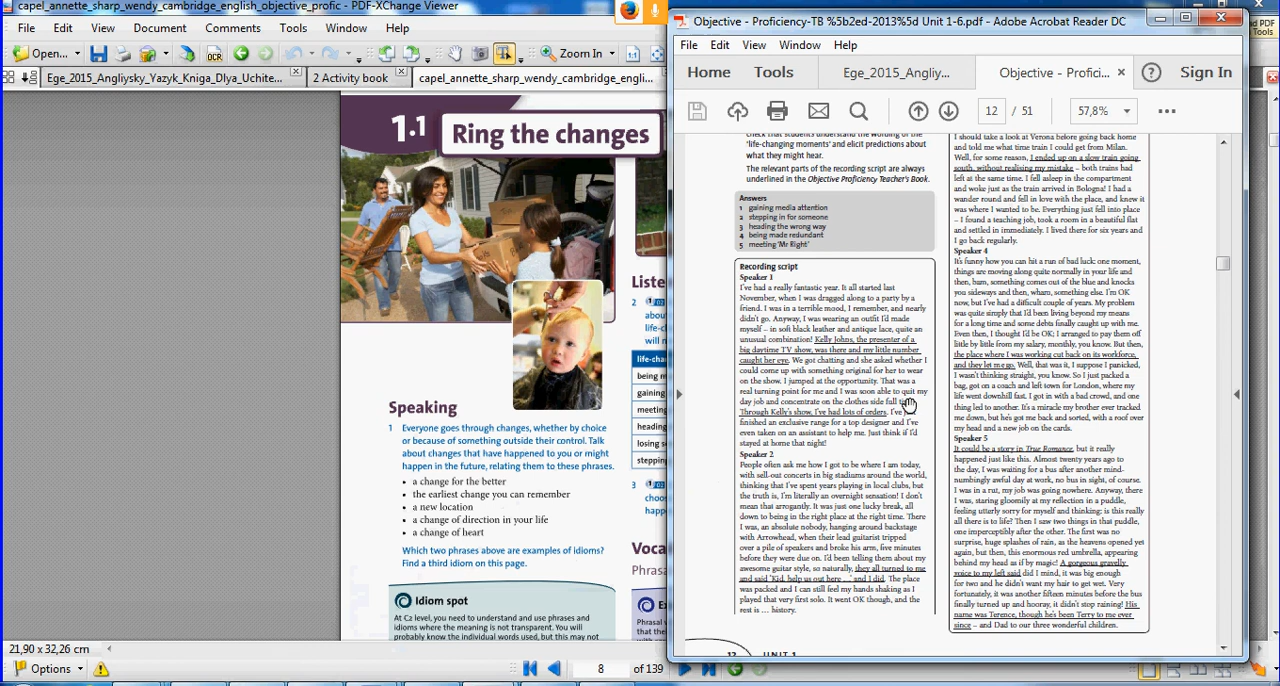 capel_annette_sharp_wendy_cambridge_english_objective_profic - PDF-XChange Viewer
File Edit View Document Comments Tools Window Help
Open...
OCR
Zoom In
Ege_2015_Angliysky_Yazyk_Kniga_Dlya_Uchite...
2 Activity book
capel_annette_sharp_wendy_cambridge_engli...
1.1 Ring the changes
Speaking
1 Everyone goes through changes, whether by choice
or because of something outside their control. Talk
about changes that have happened to you or might
happen in the future, relating them to these phrases.
• a change for the better
• the earliest change you can remember
• a new location
• a change of direction in your life
• a change of heart
Which two phrases above are examples of idioms?
Find a third idiom on this page.
Idiom spot
At C2 level, you need to understand and use phrases and
idioms where the meaning is not transparent. You will
probably know the individual words used, but this may not
Liste
2
abou
life-c
will n
life-cha
being m
gaining
meeting
heading
losing s
stepping
3
choo
happ
Voca
Phrasa
Ex
Phrasal v
that the
with ver
21,90 x 32,26 cm
Options
8 of 139
Objective - Proficiency-TB %5b2ed-2013%5d Unit 1-6.pdf - Adobe Acrobat Reader DC
File Edit View Window Help
Home Tools Ege_2015_Angliy... Objective - Profici... × Sign In
12 / 51 57,8%
check that students understand the wording of the
'life-changing moments' and elicit predictions about
what they might hear.
The relevant parts of the recording script are always
underlined in the Objective Proficiency Teacher's Book.
Answers
1 gaining media attention
2 stepping in for someone
3 heading the wrong way
4 being made redundant
5 meeting 'Mr Right'
Recording script
Speaker 1
I've had a really fantastic year. It all started last
November, when I was dragged along to a party by a
friend. I was in a terrible mood, I remember, and nearly
didn't go. Anyway, I was wearing an outfit I'd made
myself – in soft black leather and antique lace, quite an
unusual combination! Kelly Johns, the presenter of a
big daytime TV show, was there and my little number
caught her eye. We got chatting and she asked whether I
could come up with something original for her to wear
on the show. I jumped at the opportunity. That was a
real turning point for me and I was soon able to quit my
day job and concentrate on the clothes side full
Through Kelly's show, I've had lots of orders. I've
finished an exclusive range for a top designer and I've
even taken on an assistant to help me. Just think if I'd
stayed at home that night!
Speaker 2
People often ask me how I got to be where I am today,
with sell-out concerts in big stadiums around the world,
thinking that I've spent years playing in local clubs, but
the truth is, I'm literally an overnight sensation! I don't
mean that arrogantly. It was just one lucky break, all
down to being in the right place at the right time. There
I was, an absolute nobody, hanging around backstage
with Arrowhead, when their lead guitarist tripped
over a pile of speakers and broke his arm, five minutes
before they were due on. I'd been telling them about my
awesome guitar style, so naturally, they all turned to me
and said 'Kid, help us out here ...' and I did. The place
was packed and I can still feel my hands shaking as I
played that very first solo. It went OK though, and the
rest is ... history.
12 UNIT 1
I should take a look at Verona before going back home
and told me what time train I could get from Milan.
Well, for some reason, I ended up on a slow train going
south, without realising my mistake – both trains had
left at the same time. I fell asleep in the compartment
and woke just as the train arrived in Bologna! I had a
wander round and fell in love with the place, and knew it
was where I wanted to be. Everything just fell into place
– I found a teaching job, took a room in a beautiful flat
and settled in immediately. I lived there for six years and
I go back regularly.
Speaker 4
It's funny how you can hit a run of bad luck: one moment,
things are moving along quite normally in your life and
then, bam, something comes out of the blue and knocks
you sideways and then, wham, something else. I'm OK
now, but I've had a difficult couple of years. My problem
was quite simply that I'd been living beyond my means
for a long time and some debts finally caught up with me.
Even then, I thought I'd be OK; I arranged to pay them off
little by little from my salary, monthly, you know. But then,
the place where I was working cut back on its workforce,
and they let me go. Well, that was it, I suppose I panicked,
I wasn't thinking straight, you know. So I just packed a
bag, got on a coach and left town for London, where my
life went downhill fast. I got in with a bad crowd, and one
thing led to another. It's a miracle my brother ever tracked
me down, but he's got me back and sorted, with a roof over
my head and a new job on the cards.
Speaker 5
It could be a story in True Romance, but it really
happened just like this. Almost twenty years ago to
the day, I was waiting for a bus after another mind-
numbingly awful day at work, no bus in sight, of course.
I was in a rut, my job was going nowhere. Anyway, there
I was, staring gloomily at my reflection in a puddle,
feeling utterly sorry for myself and thinking: is this really
all there is to life? Then I saw two things in that puddle,
one imperceptibly after the other. The first was no
surprise, huge splashes of rain, as the heavens opened yet
again, but then, this enormous red umbrella, appearing
behind my head as if by magic! A gorgeous gravelly
voice to my left said did I mind, it was big enough
for two and he didn't want my hair to get wet. Very
fortunately, it was another fifteen minutes before the bus
finally turned up and hooray, it didn't stop raining! His
name was Terence, though he's been Terry to me ever
since – and Dad to our three wonderful children.